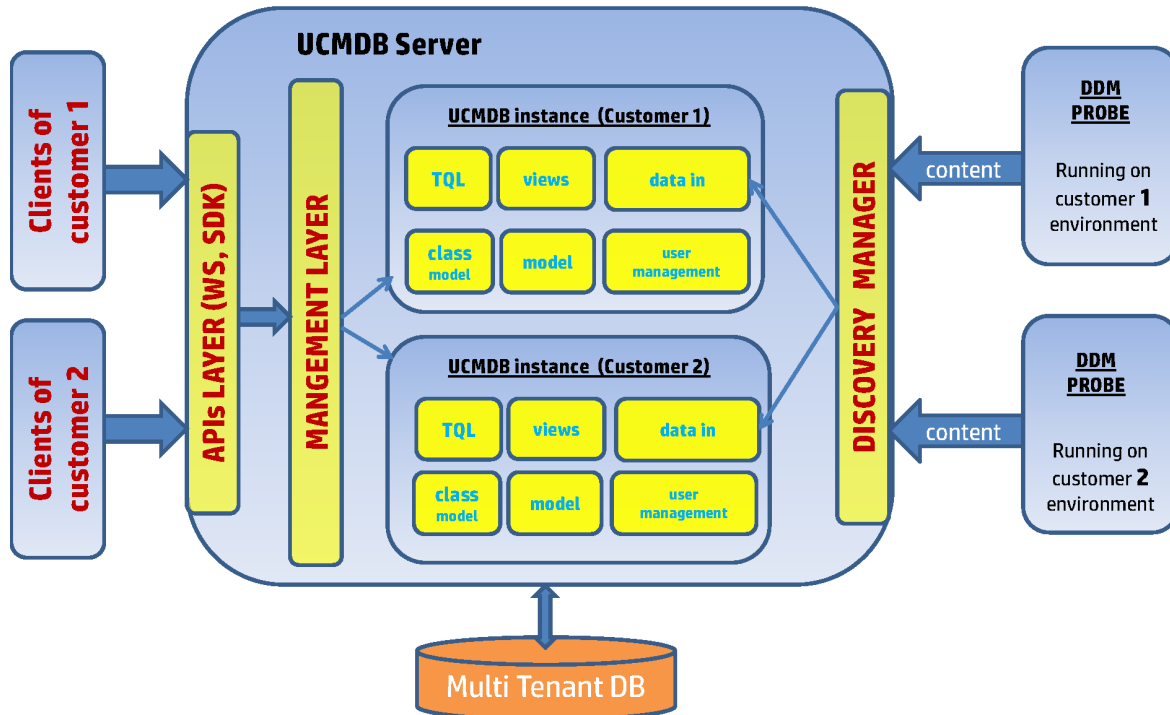 UCMDB Server
Clients of
customer 1
Clients of
customer 2
APIs LAYER (WS, SDK)
MANGEMENT LAYER
UCMDB instance (Customer 1)
TQL
views
data in
class
model
model
user
management
UCMDB instance (Customer 2)
TQL
views
data in
class
model
model
user
management
DISCOVERY MANAGER
content
content
DDM
PROBE
Running on
customer 1
environment
DDM
PROBE
Running on
customer 2
environment
Multi Tenant DB